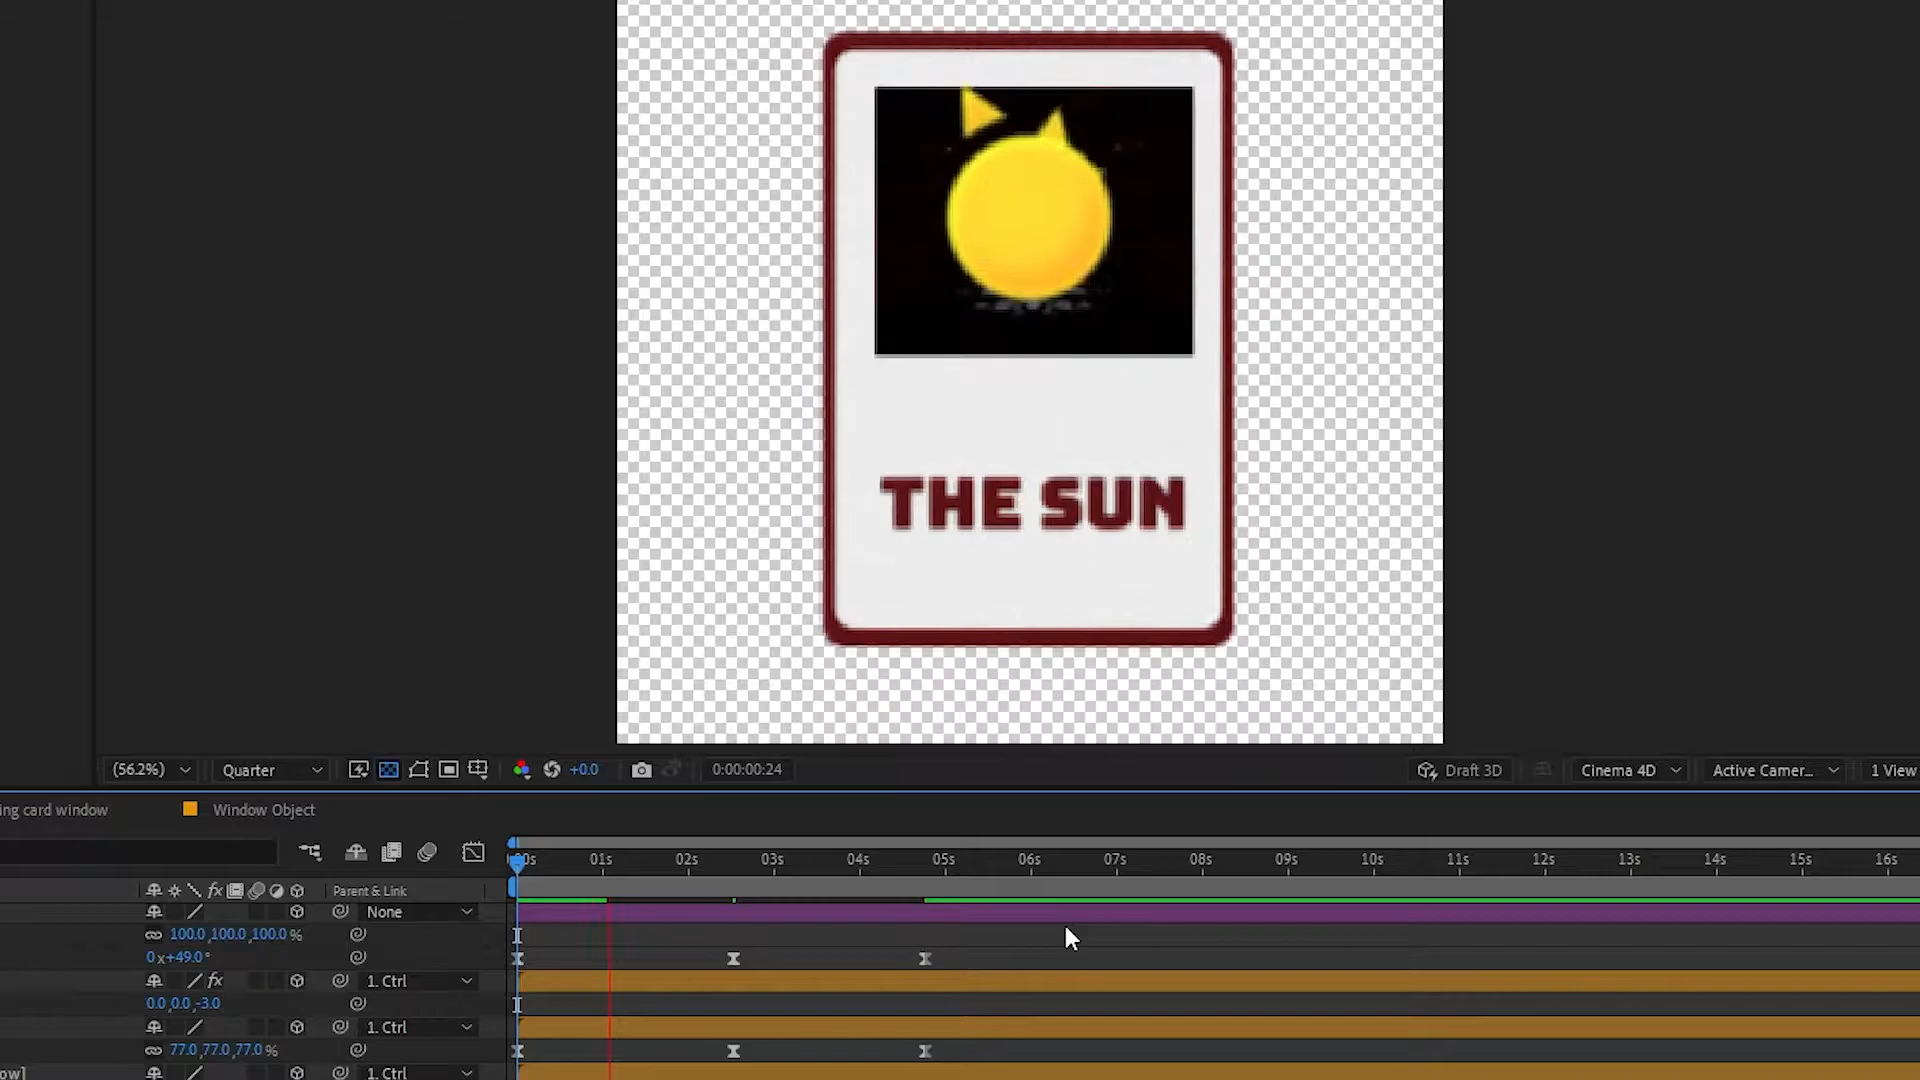 THE SUN
(56.2%)
Quarter
+0.0
0:00:00:24
Draft 3D
Cinema 4D
Active Camer...
1 View
ing card window
Window Object
00s 01s 02s 03s 04s 05s 06s 07s 08s 09s 10s 11s 12s 13s 14s 15s 16s
fx Parent & Link
None
100.0,100.0,100.0 %
0 x+49.0 °
fx 1. Ctrl
0.0,0.0,-3.0
1. Ctrl
77.0,77.0,77.0 %
ow] 1. Ctrl